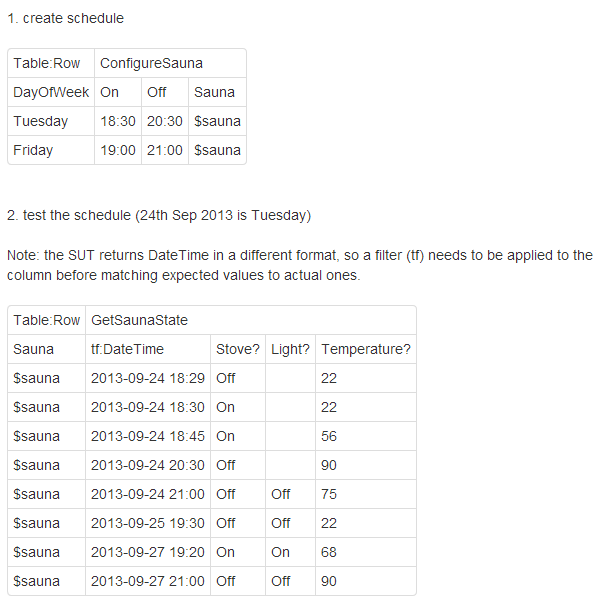 1. create schedule
Table:Row ConfigureSauna
DayOfWeek On Off Sauna
Tuesday 18:30 20:30 $sauna
Friday 19:00 21:00 $sauna
2. test the schedule (24th Sep 2013 is Tuesday)
Note: the SUT returns DateTime in a different format, so a filter (tf) needs to be applied to the
column before matching expected values to actual ones.
Table:Row GetSaunaState
Sauna tf:DateTime Stove? Light? Temperature?
$sauna 2013-09-24 18:29 Off 22
$sauna 2013-09-24 18:30 On 22
$sauna 2013-09-24 18:45 On 56
$sauna 2013-09-24 20:30 Off 90
$sauna 2013-09-24 21:00 Off Off 75
$sauna 2013-09-25 19:30 Off Off 22
$sauna 2013-09-27 19:20 On On 68
$sauna 2013-09-27 21:00 Off Off 90